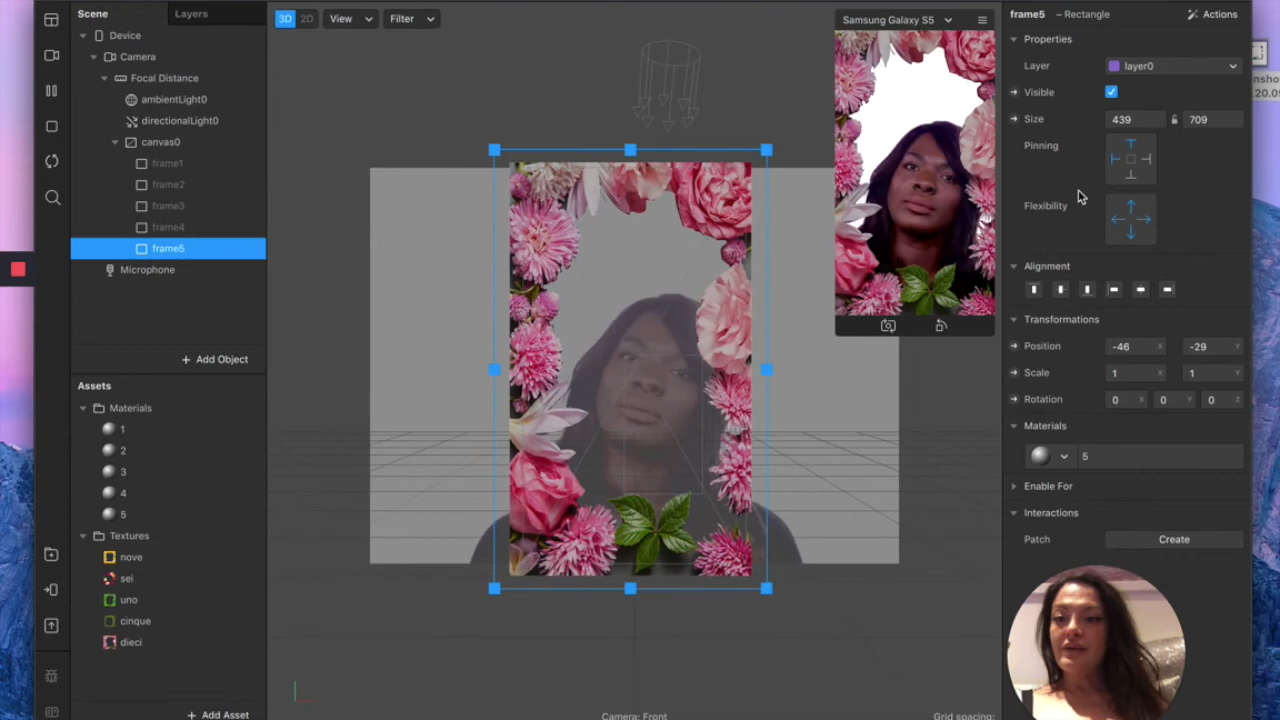 Scene Layers
Device
Camera
Focal Distance
ambientLight0
directionalLight0
canvas0
frame1
frame2
frame3
frame4
frame5
Microphone
+ Add Object
Assets
Materials
1
2
3
4
5
Textures
nove
sei
uno
cinque
dieci
+ Add Asset
3D 2D View Filter
Camera: Front
Grid spacing:
Samsung Galaxy S5
frame5 – Rectangle Actions
Properties
Layer layer0
Visible
Size 439 709
Pinning
Flexibility
Alignment
Transformations
Position -46 X -29 Y
Scale 1 X 1 Y
Rotation 0 X 0 Y 0 Z
Materials
5
Enable For
Interactions
Patch Create
enshot
.20.09